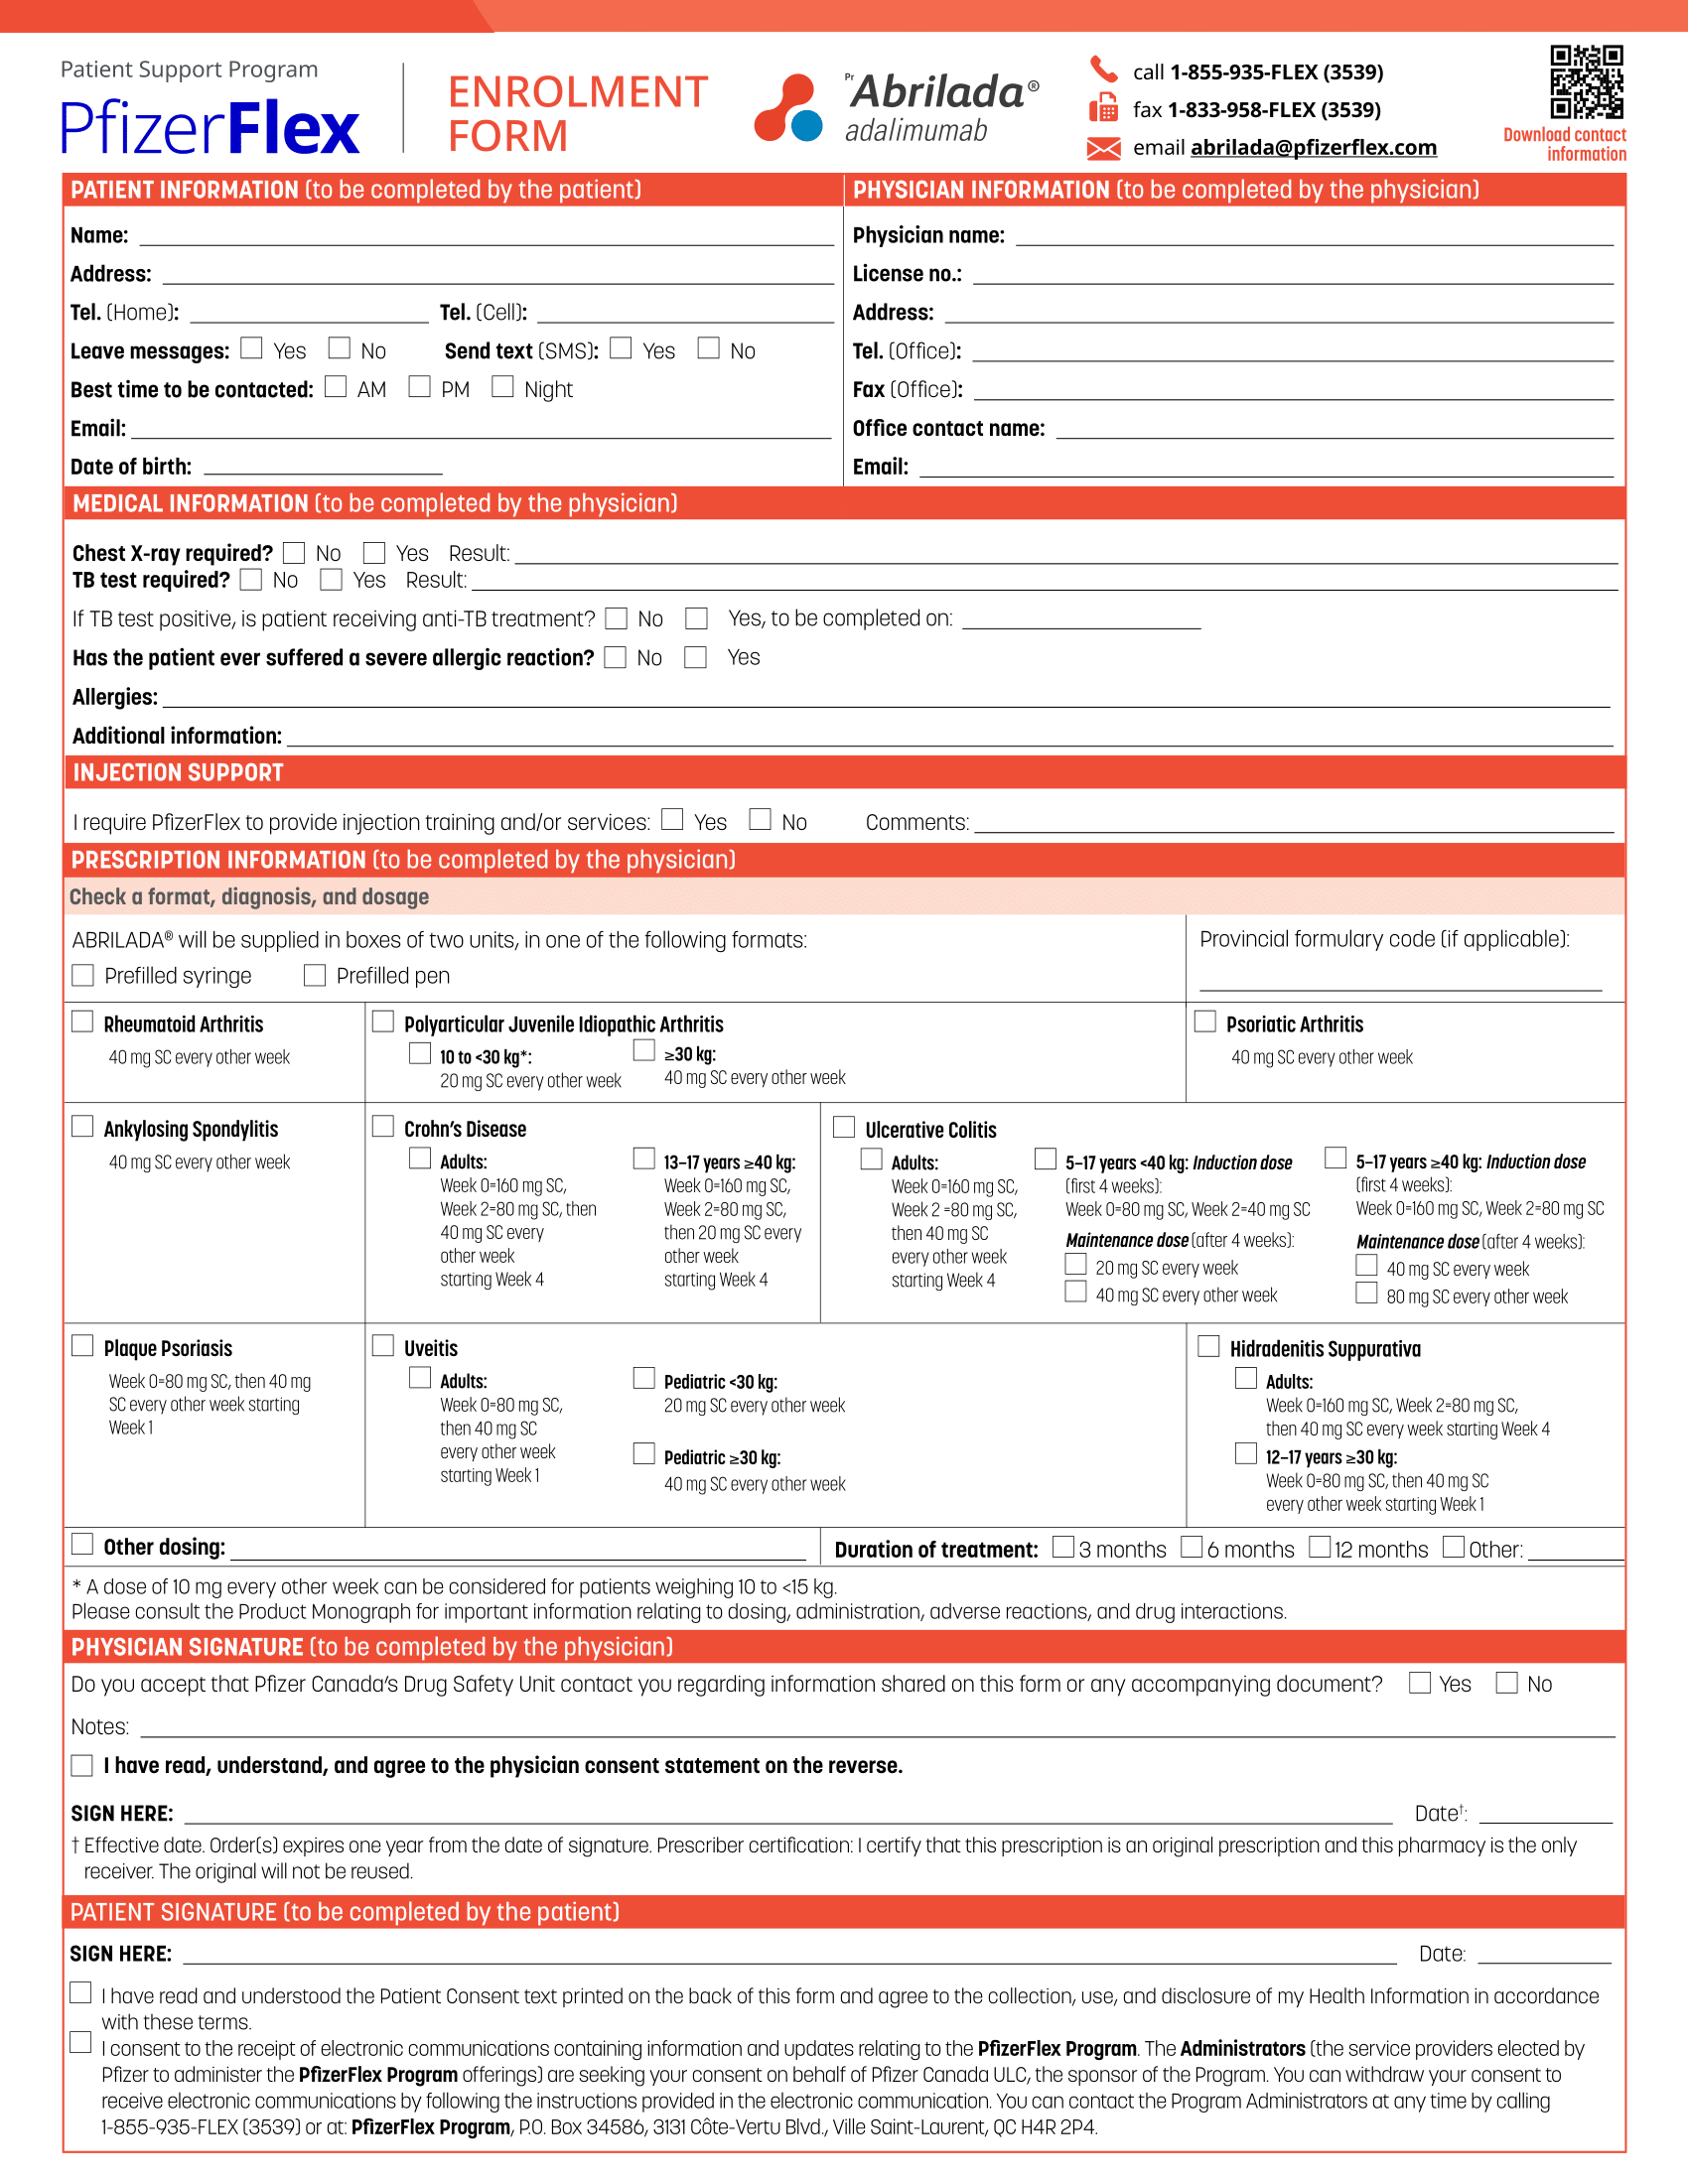 Patient Support Program
PfizerFlex
ENROLMENT
FORM
Pr Abrilada®
adalimumab
call 1-855-935-FLEX (3539)
fax 1-833-958-FLEX (3539)
email abrilada@pfizerflex.com
Download contact
information
PATIENT INFORMATION (to be completed by the patient)
Name:
Address:
Tel. (Home): Tel. (Cell):
Leave messages: Yes No Send text (SMS): Yes No
Best time to be contacted: AM PM Night
Email:
Date of birth:
PHYSICIAN INFORMATION (to be completed by the physician)
Physician name:
License no.:
Address:
Tel. (Office):
Fax (Office):
Office contact name:
Email:
MEDICAL INFORMATION (to be completed by the physician)
Chest X-ray required? No Yes Result:
TB test required? No Yes Result:
If TB test positive, is patient receiving anti-TB treatment? No Yes, to be completed on:
Has the patient ever suffered a severe allergic reaction? No Yes
Allergies:
Additional information:
INJECTION SUPPORT
I require PfizerFlex to provide injection training and/or services: Yes No Comments:
PRESCRIPTION INFORMATION (to be completed by the physician)
Check a format, diagnosis, and dosage
ABRILADA® will be supplied in boxes of two units, in one of the following formats:
Prefilled syringe Prefilled pen
Provincial formulary code (if applicable):
Rheumatoid Arthritis
40 mg SC every other week
Polyarticular Juvenile Idiopathic Arthritis
10 to <30 kg*:
20 mg SC every other week
≥30 kg:
40 mg SC every other week
Psoriatic Arthritis
40 mg SC every other week
Ankylosing Spondylitis
40 mg SC every other week
Crohn's Disease
Adults:
Week 0=160 mg SC,
Week 2=80 mg SC, then
40 mg SC every
other week
starting Week 4
13–17 years ≥40 kg:
Week 0=160 mg SC,
Week 2=80 mg SC,
then 20 mg SC every
other week
starting Week 4
Ulcerative Colitis
Adults:
Week 0=160 mg SC,
Week 2 =80 mg SC,
then 40 mg SC
every other week
starting Week 4
5–17 years <40 kg: Induction dose
(first 4 weeks):
Week 0=80 mg SC, Week 2=40 mg SC
Maintenance dose (after 4 weeks):
20 mg SC every week
40 mg SC every other week
5–17 years ≥40 kg: Induction dose
(first 4 weeks):
Week 0=160 mg SC, Week 2=80 mg SC
Maintenance dose (after 4 weeks):
40 mg SC every week
80 mg SC every other week
Plaque Psoriasis
Week 0=80 mg SC, then 40 mg
SC every other week starting
Week 1
Uveitis
Adults:
Week 0=80 mg SC,
then 40 mg SC
every other week
starting Week 1
Pediatric <30 kg:
20 mg SC every other week
Pediatric ≥30 kg:
40 mg SC every other week
Hidradenitis Suppurativa
Adults:
Week 0=160 mg SC, Week 2=80 mg SC,
then 40 mg SC every week starting Week 4
12–17 years ≥30 kg:
Week 0=80 mg SC, then 40 mg SC
every other week starting Week 1
Other dosing:
Duration of treatment: 3 months 6 months 12 months Other:
* A dose of 10 mg every other week can be considered for patients weighing 10 to <15 kg.
Please consult the Product Monograph for important information relating to dosing, administration, adverse reactions, and drug interactions.
PHYSICIAN SIGNATURE (to be completed by the physician)
Do you accept that Pfizer Canada's Drug Safety Unit contact you regarding information shared on this form or any accompanying document? Yes No
Notes:
I have read, understand, and agree to the physician consent statement on the reverse.
SIGN HERE: Date†:
† Effective date. Order(s) expires one year from the date of signature. Prescriber certification: I certify that this prescription is an original prescription and this pharmacy is the only
receiver. The original will not be reused.
PATIENT SIGNATURE (to be completed by the patient)
SIGN HERE: Date:
I have read and understood the Patient Consent text printed on the back of this form and agree to the collection, use, and disclosure of my Health Information in accordance
with these terms.
I consent to the receipt of electronic communications containing information and updates relating to the PfizerFlex Program. The Administrators (the service providers elected by
Pfizer to administer the PfizerFlex Program offerings) are seeking your consent on behalf of Pfizer Canada ULC, the sponsor of the Program. You can withdraw your consent to
receive electronic communications by following the instructions provided in the electronic communication. You can contact the Program Administrators at any time by calling
1-855-935-FLEX (3539) or at: PfizerFlex Program, P.O. Box 34586, 3131 Côte-Vertu Blvd., Ville Saint-Laurent, QC H4R 2P4.